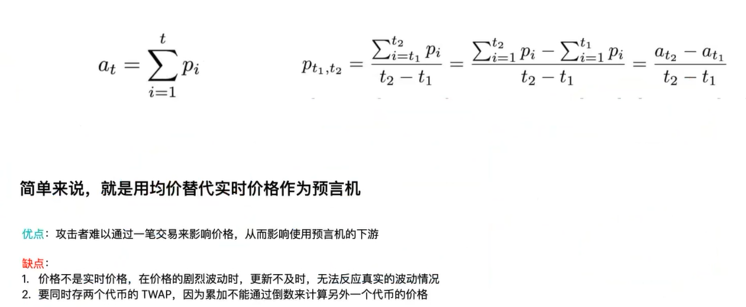 a_t = \sum_{i=1}^{t} p_i
p_{t_1,t_2} = \frac{\sum_{i=t_1}^{t_2} p_i}{t_2 - t_1} = \frac{\sum_{i=1}^{t_2} p_i - \sum_{i=1}^{t_1} p_i}{t_2 - t_1} = \frac{a_{t_2} - a_{t_1}}{t_2 - t_1}
简单来说，就是用均价替代实时价格作为预言机
优点：攻击者难以通过一笔交易来影响价格，从而影响使用预言机的下游
缺点：
1. 价格不是实时价格，在价格的剧烈波动时，更新不及时，无法反应真实的波动情况
2. 要同时存两个代币的 TWAP，因为累加不能通过倒数来计算另外一个代币的价格